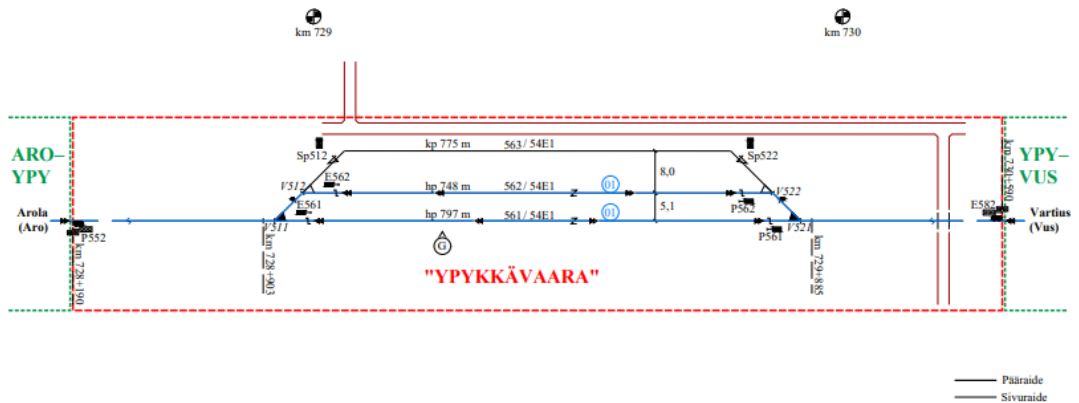 km 729
km 730
ARO–
YPY
YPY–
VUS
Sp512
kp 775 m
563 / 54E1
Sp522
E562
V512
hp 748 m
562 / 54E1
Z
01
8,0
V522
P562
E561
hp 797 m
561 / 54E1
Z
01
5,1
V511
V521
P561
E582
km 730+690
Arola
(Aro)
P552
Vartius
(Vus)
G
km 728+190
km 728+903
km 729+885
"YPYKKÄVAARA"
Pääraide
Sivuraide